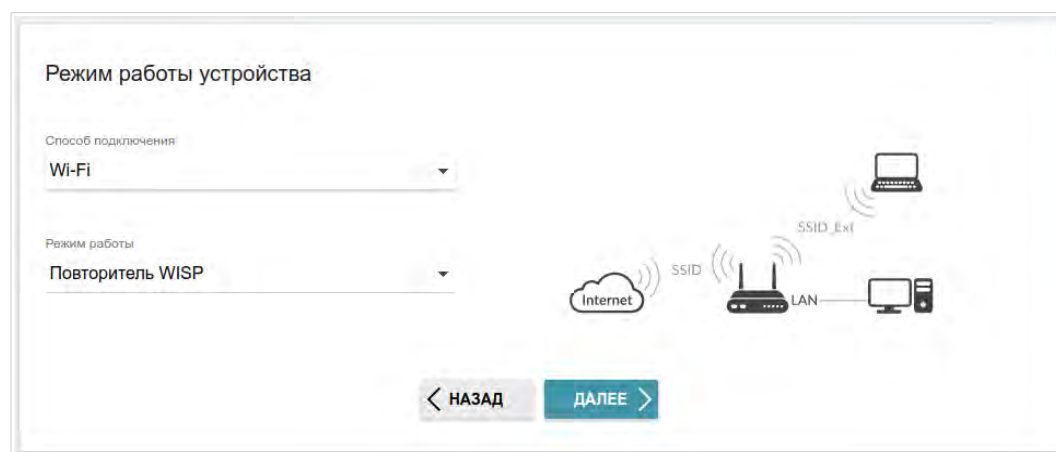 Режим работы устройства
Способ подключения
Wi-Fi
Режим работы
Повторитель WISP
SSID_Ext
SSID
Internet
LAN
НАЗАД
ДАЛЕЕ